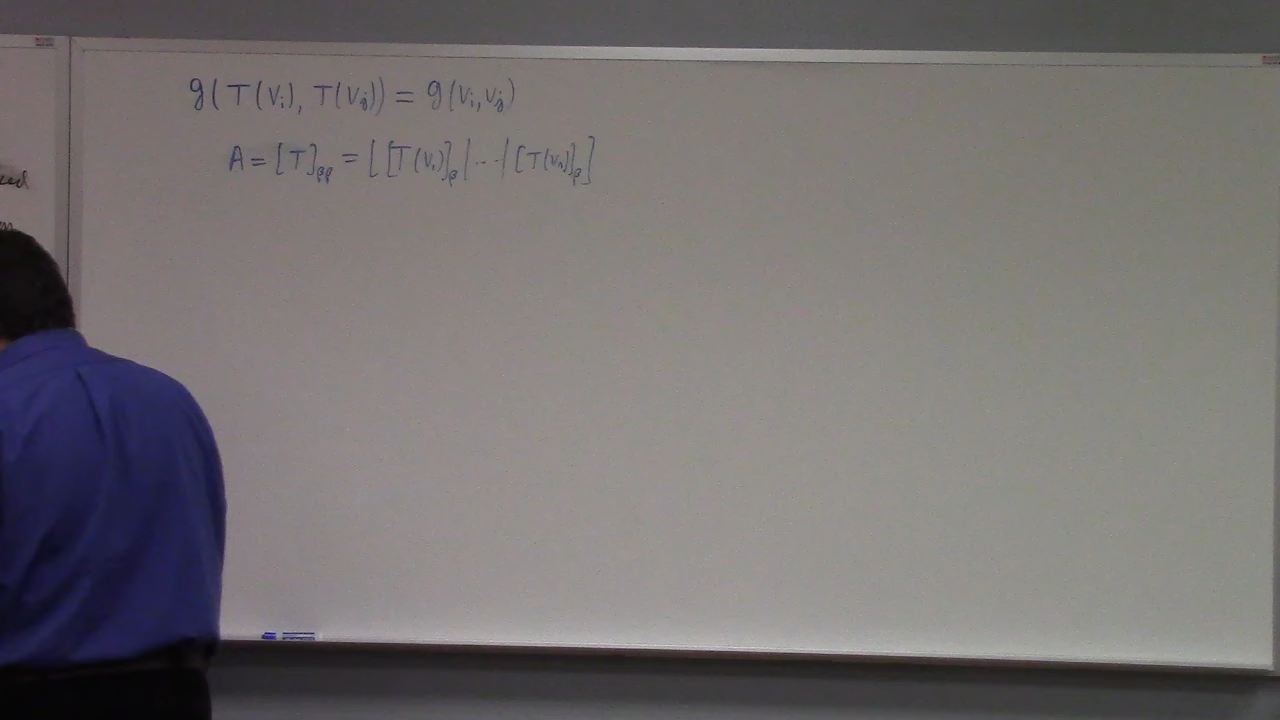 g(T(vᵢ), T(vⱼ)) = g(vᵢ, vⱼ)
A = [T]ᵦᵦ = [[T(v₁)]ᵦ | ··· | [T(vₙ)]ᵦ]